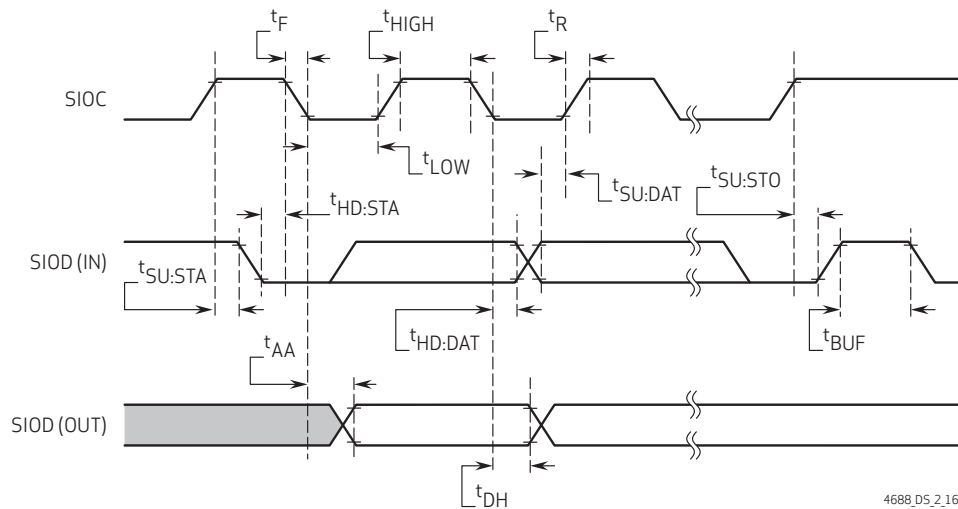 tF
tHIGH
tR
SIOC
tLOW
tSU:DAT
tSU:STO
tHD:STA
SIOD (IN)
tSU:STA
tHD:DAT
tBUF
tAA
SIOD (OUT)
tDH
4688_DS_2_16